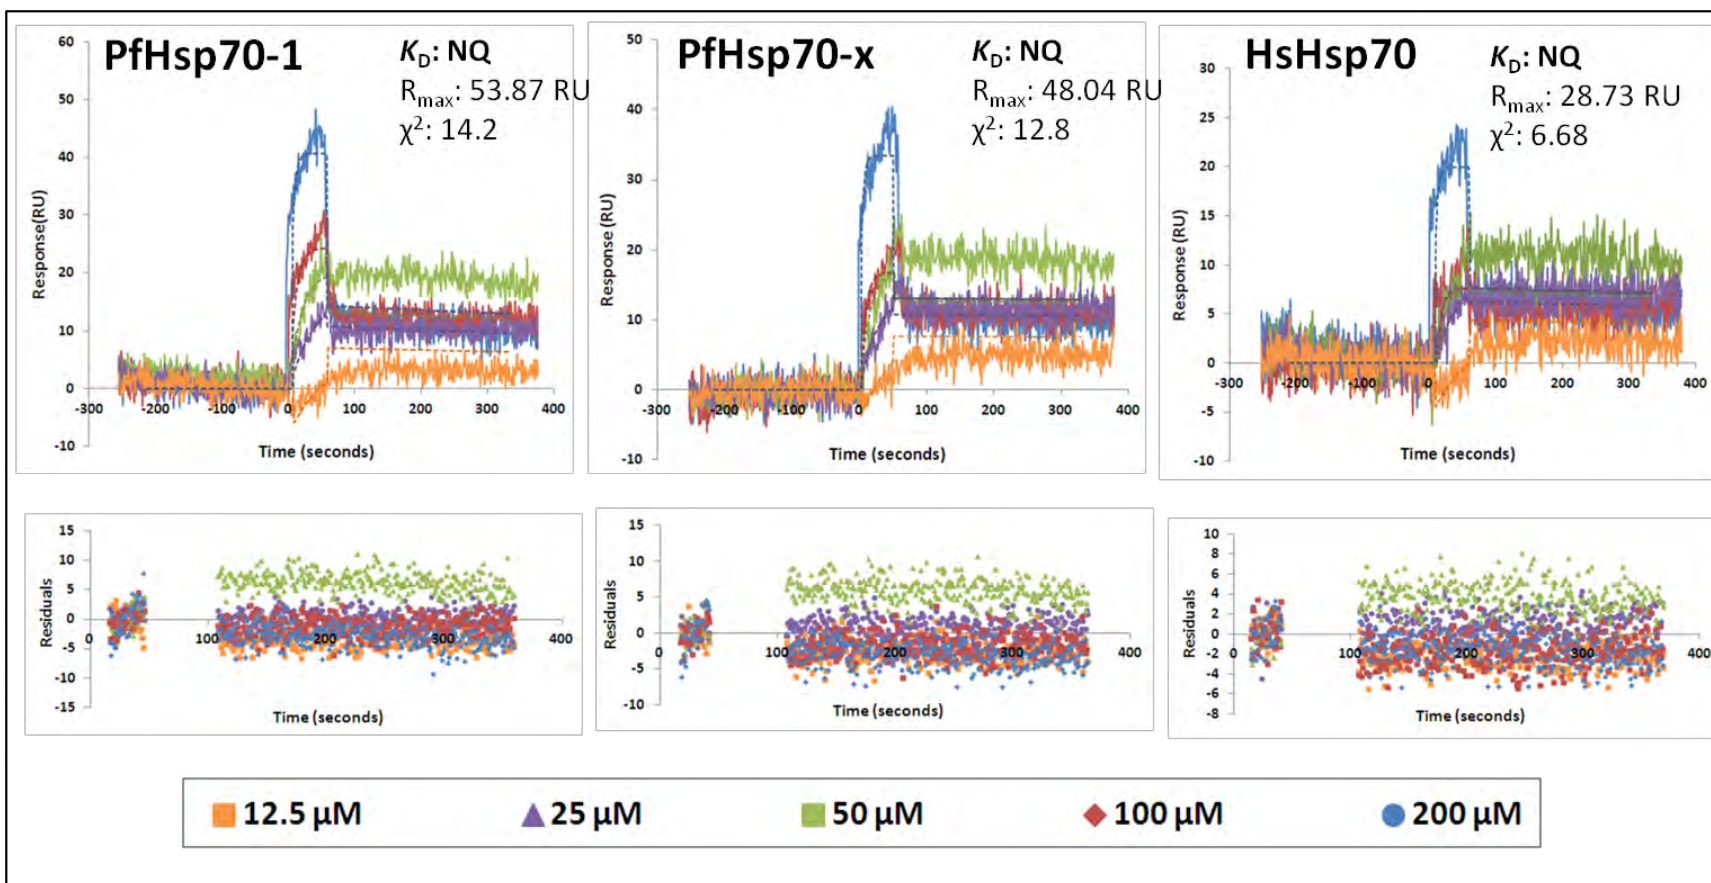 PfHsp70-1
K_D: NQ
R_max: 53.87 RU
χ²: 14.2
60
50
40
30
20
10
0
-10
-300 -200 -100 0 100 200 300 400
Response(RU)
Time (seconds)
PfHsp70-x
K_D: NQ
R_max: 48.04 RU
χ²: 12.8
50
40
30
20
10
0
-10
-300 -200 -100 0 100 200 300 400
Response (RU)
Time (seconds)
HsHsp70
K_D: NQ
R_max: 28.73 RU
χ²: 6.68
30
25
20
15
10
5
0
-5
-10
-300 -200 -100 0 100 200 300 400
Response (RU)
Time (seconds)
15
10
5
0
-5
-10
-15
0 100 200 300 400
Residuals
Time (seconds)
15
10
5
0
-5
-10
0 100 200 300 400
Residuals
Time (seconds)
10
8
6
4
2
0
-2
-4
-6
-8
0 100 200 300 400
Residuals
Time (seconds)
12.5 μM 25 μM 50 μM 100 μM 200 μM